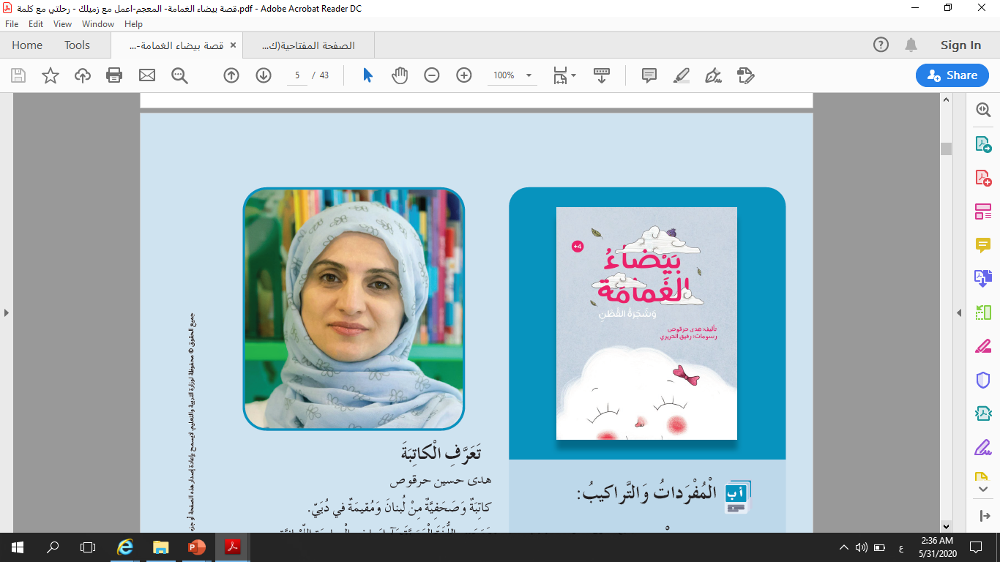 قصة بيضاء الغمامة- المعجم-اعمل مع زميلك - رحلتي مع كلمة.pdf - Adobe Acrobat Reader DC
File Edit View Window Help
Home Tools
قصة بيضاء الغمامة-...
الصفحة المفتاحية(ك...
Sign In
5 / 43
100%
Share
+4
بَيْضاءُ
الغَمامَة
وَشَجَرَةُ القُطْنِ
تأليف: هدى حرقوص
رسومات: رفيق الحريري
أ ب
الْمُفْرَداتُ وَالتَّراكيبُ:
تَعَرَّفِ الْكاتِبَةَ
هدى حسين حرقوص
كاتِبَةٌ وَصَحَفِيَّةٌ مِنْ لُبنانَ وَمُقيمَةٌ في دُبَيّ.
جميع الحقوق © محفوظة لوزارة التربية والتعليم. لايسمح بإعادة إصدار هذه الصفحة أو جزء
ع
2:36 AM
5/31/2020